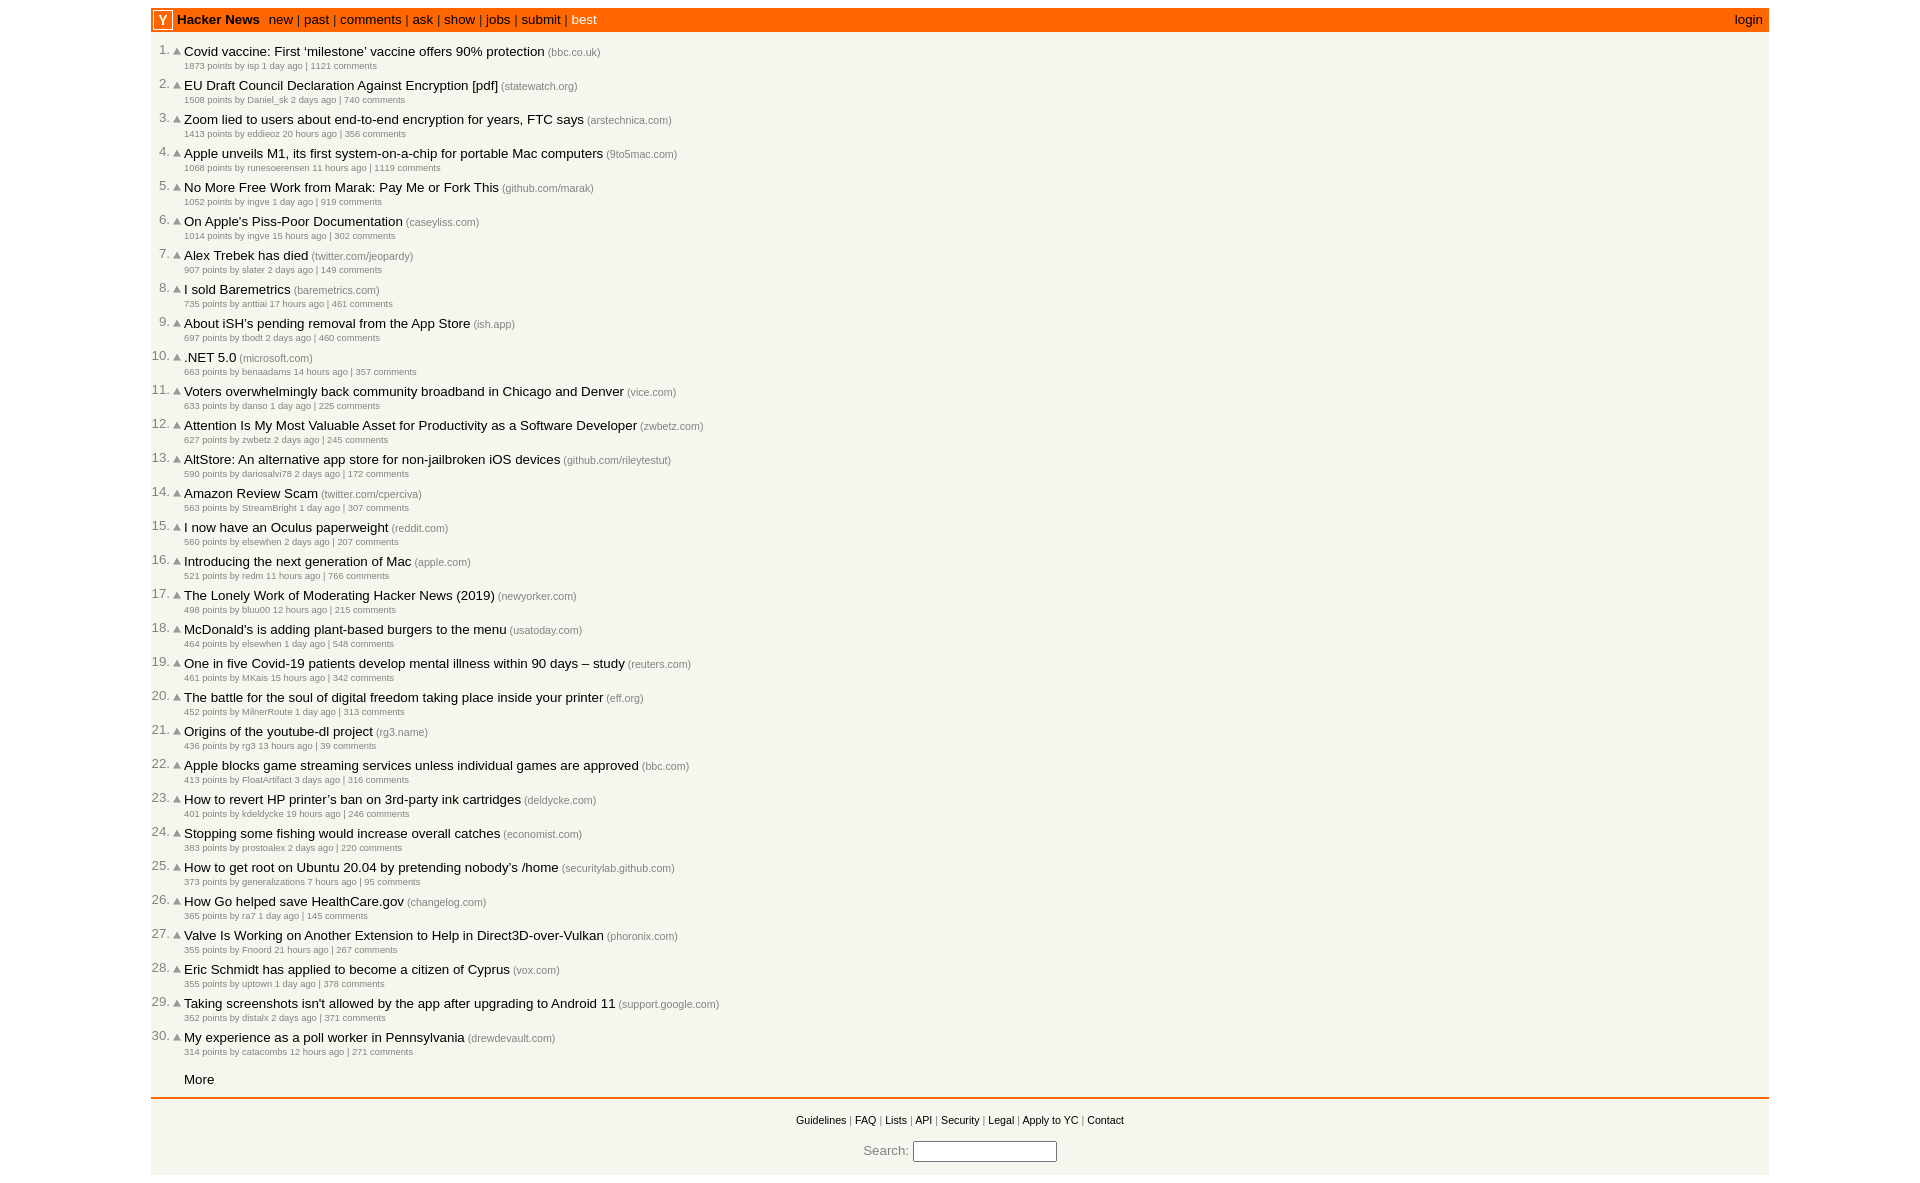 Y Hacker News new | past | comments | ask | show | jobs | submit | best login
1. Covid vaccine: First ‘milestone’ vaccine offers 90% protection (bbc.co.uk)
1873 points by isp 1 day ago | 1121 comments
2. EU Draft Council Declaration Against Encryption [pdf] (statewatch.org)
1508 points by Daniel_sk 2 days ago | 740 comments
3. Zoom lied to users about end-to-end encryption for years, FTC says (arstechnica.com)
1413 points by eddieoz 20 hours ago | 356 comments
4. Apple unveils M1, its first system-on-a-chip for portable Mac computers (9to5mac.com)
1068 points by runesoerensen 11 hours ago | 1119 comments
5. No More Free Work from Marak: Pay Me or Fork This (github.com/marak)
1052 points by ingve 1 day ago | 919 comments
6. On Apple's Piss-Poor Documentation (caseyliss.com)
1014 points by ingve 15 hours ago | 302 comments
7. Alex Trebek has died (twitter.com/jeopardy)
907 points by slater 2 days ago | 149 comments
8. I sold Baremetrics (baremetrics.com)
735 points by anttiai 17 hours ago | 461 comments
9. About iSH’s pending removal from the App Store (ish.app)
697 points by tbodt 2 days ago | 460 comments
10. .NET 5.0 (microsoft.com)
663 points by benaadams 14 hours ago | 357 comments
11. Voters overwhelmingly back community broadband in Chicago and Denver (vice.com)
633 points by danso 1 day ago | 225 comments
12. Attention Is My Most Valuable Asset for Productivity as a Software Developer (zwbetz.com)
627 points by zwbetz 2 days ago | 245 comments
13. AltStore: An alternative app store for non-jailbroken iOS devices (github.com/rileytestut)
590 points by dariosalvi78 2 days ago | 172 comments
14. Amazon Review Scam (twitter.com/cperciva)
563 points by StreamBright 1 day ago | 307 comments
15. I now have an Oculus paperweight (reddit.com)
560 points by elsewhen 2 days ago | 207 comments
16. Introducing the next generation of Mac (apple.com)
521 points by redm 11 hours ago | 766 comments
17. The Lonely Work of Moderating Hacker News (2019) (newyorker.com)
498 points by bluu00 12 hours ago | 215 comments
18. McDonald's is adding plant-based burgers to the menu (usatoday.com)
464 points by elsewhen 1 day ago | 548 comments
19. One in five Covid-19 patients develop mental illness within 90 days – study (reuters.com)
461 points by MKais 15 hours ago | 342 comments
20. The battle for the soul of digital freedom taking place inside your printer (eff.org)
452 points by MilnerRoute 1 day ago | 313 comments
21. Origins of the youtube-dl project (rg3.name)
436 points by rg3 13 hours ago | 39 comments
22. Apple blocks game streaming services unless individual games are approved (bbc.com)
413 points by FloatArtifact 3 days ago | 316 comments
23. How to revert HP printer’s ban on 3rd-party ink cartridges (deldycke.com)
401 points by kdeldycke 19 hours ago | 246 comments
24. Stopping some fishing would increase overall catches (economist.com)
383 points by prostoalex 2 days ago | 220 comments
25. How to get root on Ubuntu 20.04 by pretending nobody’s /home (securitylab.github.com)
373 points by generalizations 7 hours ago | 95 comments
26. How Go helped save HealthCare.gov (changelog.com)
365 points by ra7 1 day ago | 145 comments
27. Valve Is Working on Another Extension to Help in Direct3D-over-Vulkan (phoronix.com)
355 points by Fnoord 21 hours ago | 267 comments
28. Eric Schmidt has applied to become a citizen of Cyprus (vox.com)
355 points by uptown 1 day ago | 378 comments
29. Taking screenshots isn't allowed by the app after upgrading to Android 11 (support.google.com)
352 points by distalx 2 days ago | 371 comments
30. My experience as a poll worker in Pennsylvania (drewdevault.com)
314 points by catacombs 12 hours ago | 271 comments
More
Guidelines | FAQ | Lists | API | Security | Legal | Apply to YC | Contact
Search: